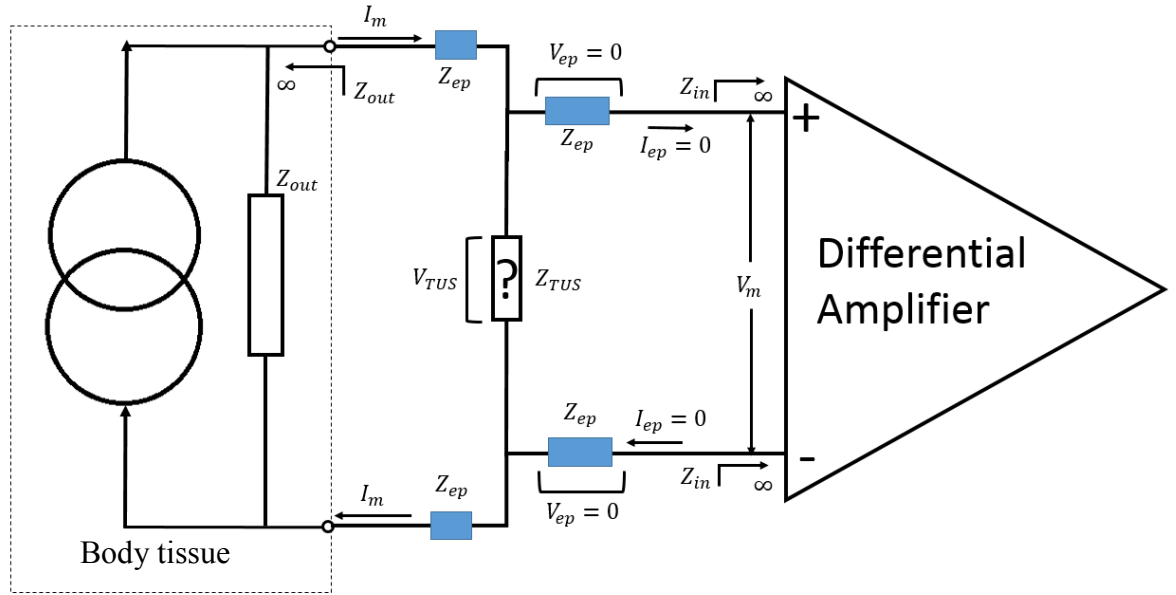 I_m
Z_ep
V_ep = 0
Z_ep
I_ep = 0
Z_in
∞
+
∞
Z_out
Z_out
V_TUS
?
Z_TUS
V_m
Differential
Amplifier
Z_ep
I_ep = 0
V_ep = 0
Z_in
∞
-
I_m
Z_ep
Body tissue